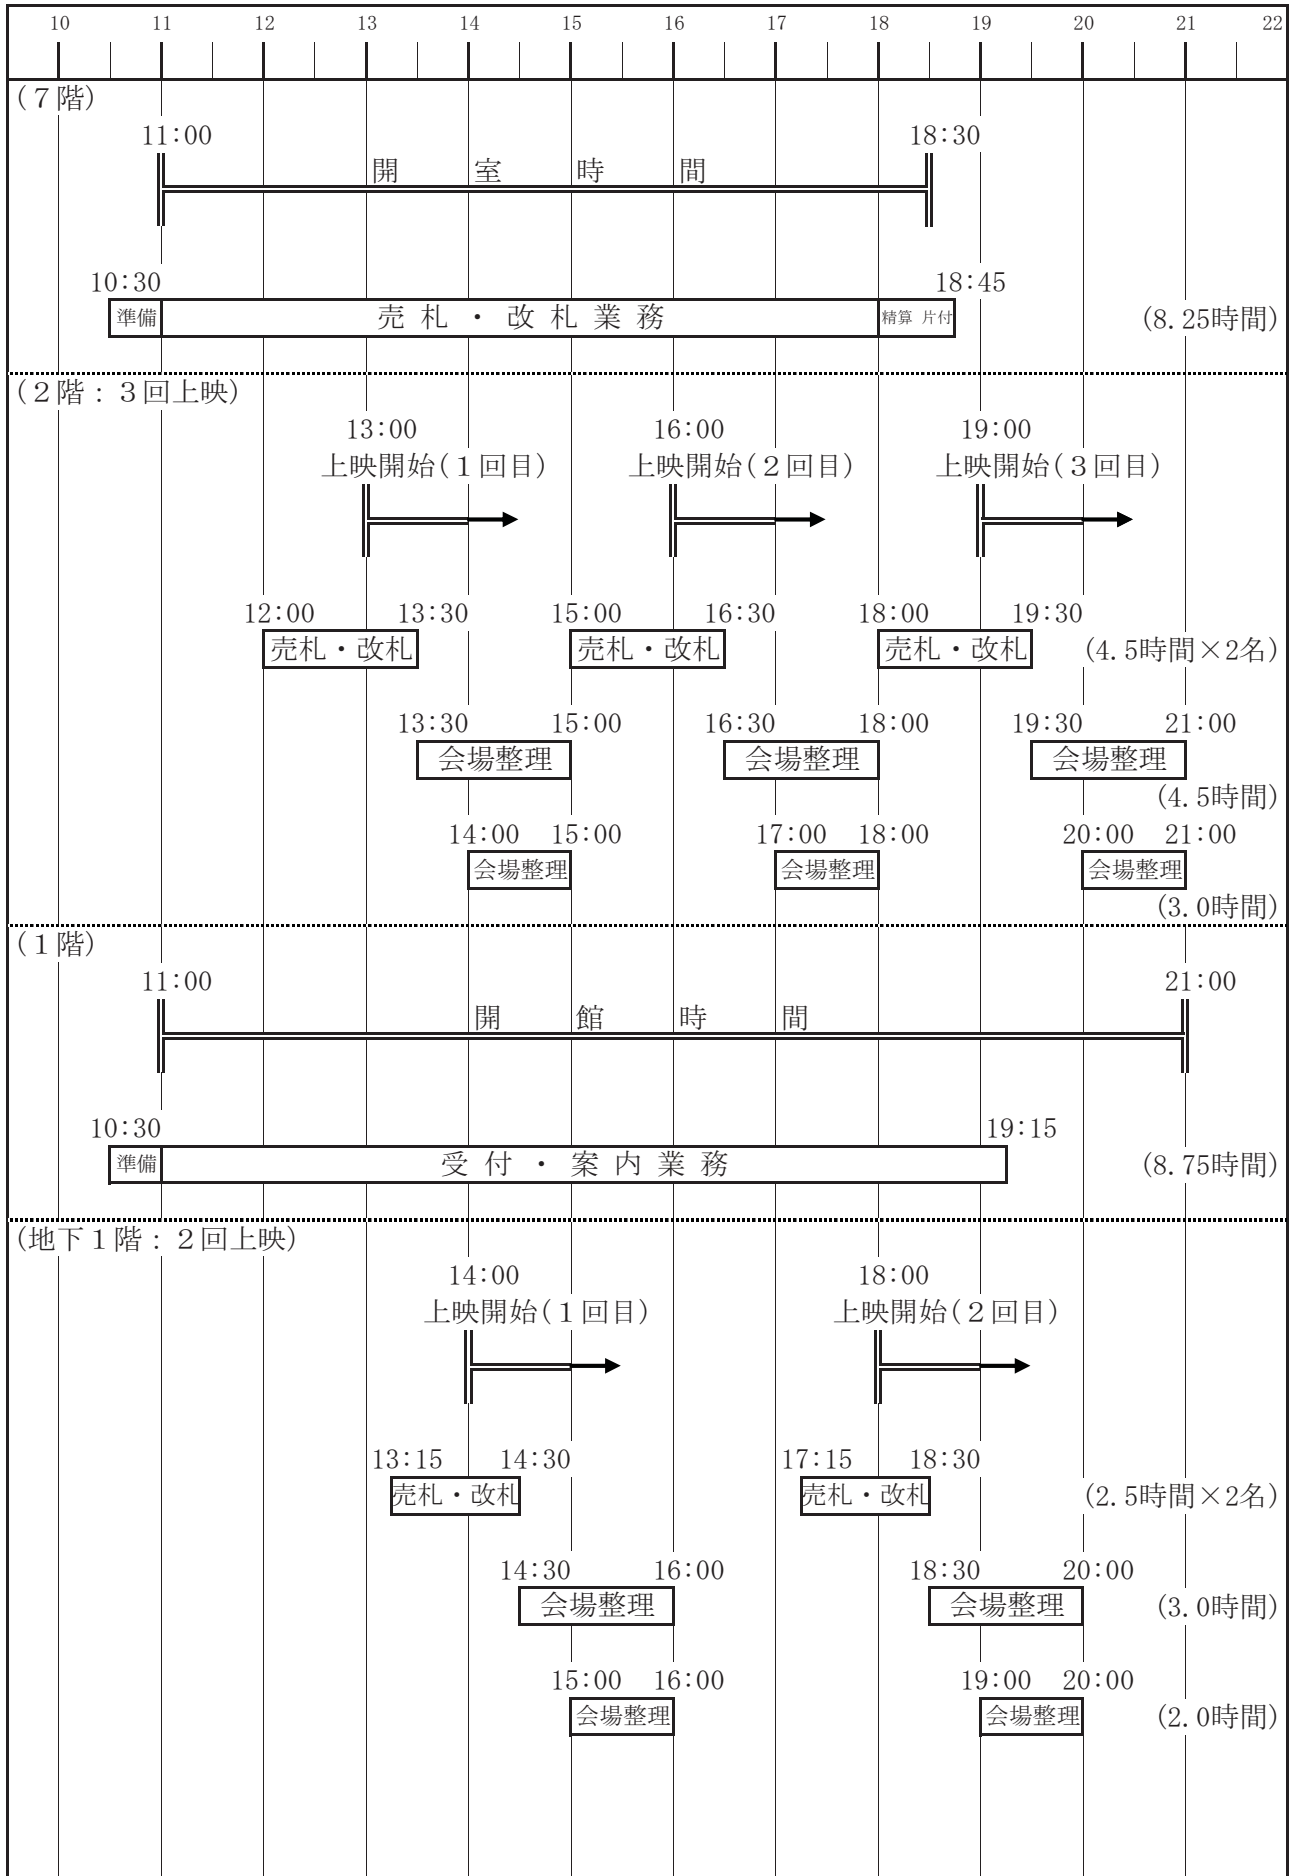 10 11 12 13 14 15 16 17 18 19 20 21 22
(７階)
11:00 18:30
開室時間
10:30 18:45
準備 売札・改札業務 精算 片付 (8.25時間)
(２階：３回上映)
13:00 16:00 19:00
上映開始(１回目) 上映開始(２回目) 上映開始(３回目)
12:00 13:30 15:00 16:30 18:00 19:30
売札・改札 売札・改札 売札・改札 (4.5時間×2名)
13:30 15:00 16:30 18:00 19:30 21:00
会場整理 会場整理 会場整理
(4.5時間)
14:00 15:00 17:00 18:00 20:00 21:00
会場整理 会場整理 会場整理
(3.0時間)
(１階)
11:00 21:00
開館時間
10:30 19:15
準備 受付・案内業務 (8.75時間)
(地下１階：２回上映)
14:00 18:00
上映開始(１回目) 上映開始(２回目)
13:15 14:30 17:15 18:30
売札・改札 売札・改札 (2.5時間×2名)
14:30 16:00 18:30 20:00
会場整理 会場整理 (3.0時間)
15:00 16:00 19:00 20:00
会場整理 会場整理 (2.0時間)